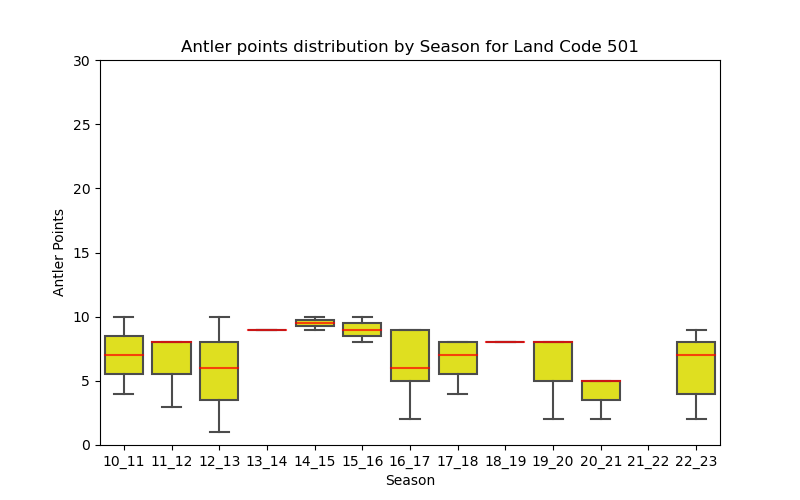 Antler points distribution by Season for Land Code 501
30
25
20
15
10
5
0
Antler Points
10_11 11_12 12_13 13_14 14_15 15_16 16_17 17_18 18_19 19_20 20_21 21_22 22_23
Season